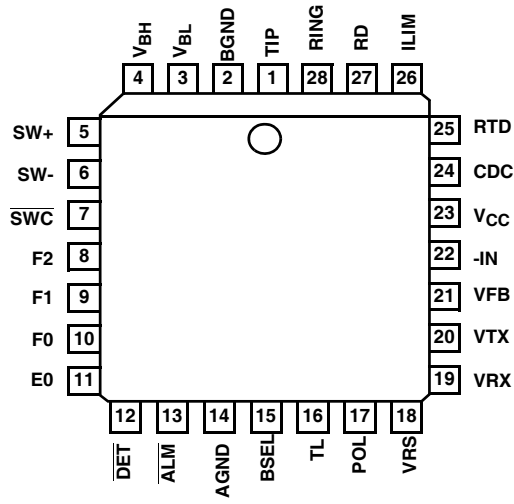 VBH VBL BGND TIP RING RD ILIM
4 3 2 1 28 27 26
SW+ 5 25 RTD
SW- 6 24 CDC
SWC 7 23 VCC
F2 8 22 -IN
F1 9 21 VFB
F0 10 20 VTX
E0 11 19 VRX
12 13 14 15 16 17 18
DET ALM AGND BSEL TL POL VRS